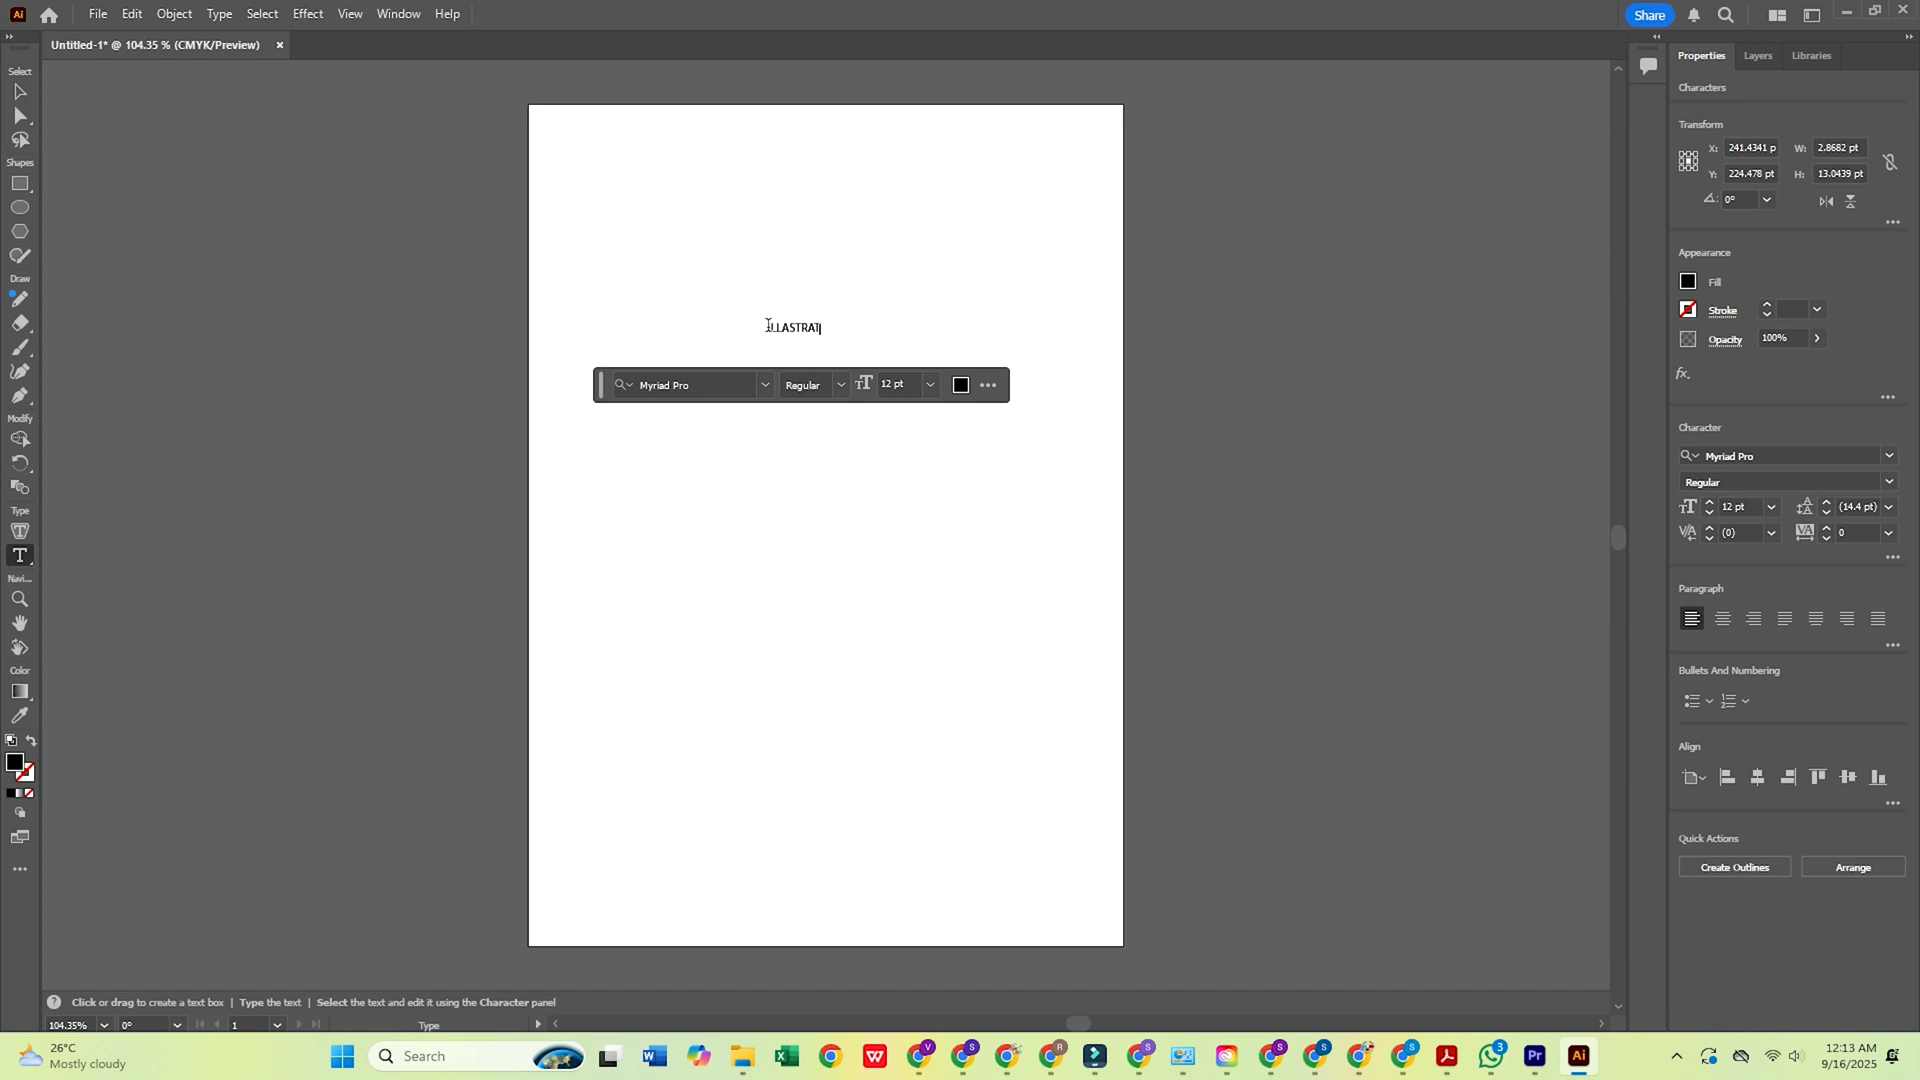 Ai File Edit Object Type Select Effect View Window Help Share
Untitled-1* @ 104.35 % (CMYK/Preview) ×
Select
Shapes
Draw
Modify
Type
Navi...
Color
ILLASTRAT
Myriad Pro Regular 12 pt
Properties Layers Libraries
Characters
Transform
X: 241.4341 p W: 2.8682 pt
Y: 224.478 pt H: 13.0439 pt
0°
Appearance
Fill
Stroke
Opacity 100%
fx.
Character
Myriad Pro
Regular
12 pt (14.4 pt)
(0) 0
Paragraph
Bullets And Numbering
Align
Quick Actions
Create Outlines Arrange
Click or drag to create a text box | Type the text | Select the text and edit it using the Character panel
104.35% 0° 1 Type
26°C
Mostly cloudy
Search
12:13 AM
9/16/2025